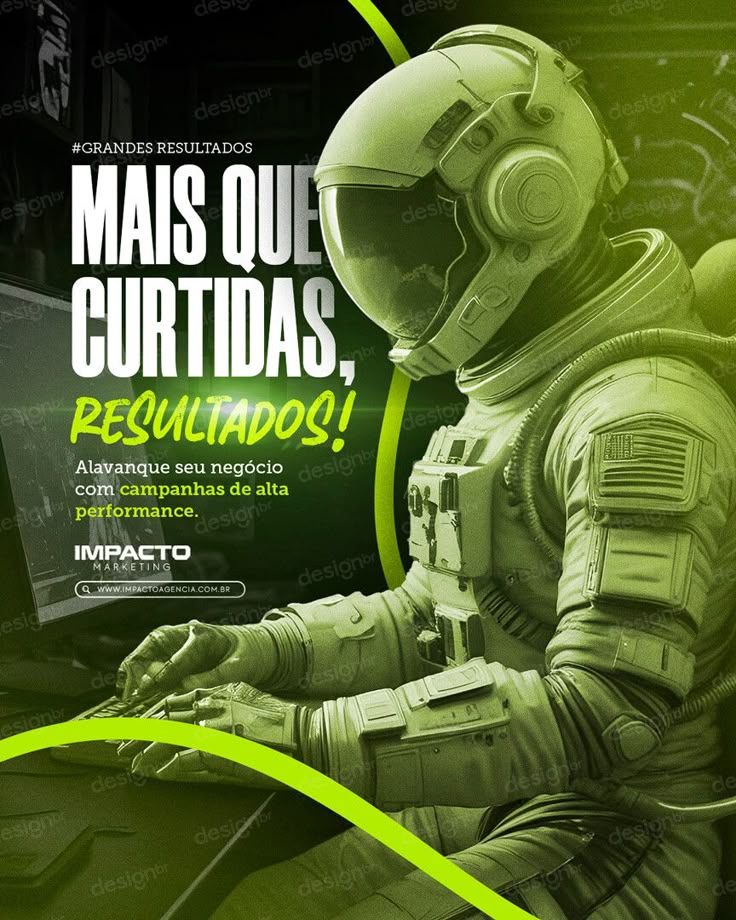 #GRANDES RESULTADOS
MAIS QUE
CURTIDAS,
RESULTADOS!
Alavanque seu negócio
com campanhas de alta
performance.
IMPACTO
MARKETING
WWW.IMPACTOAGENCIA.COM.BR
designbr